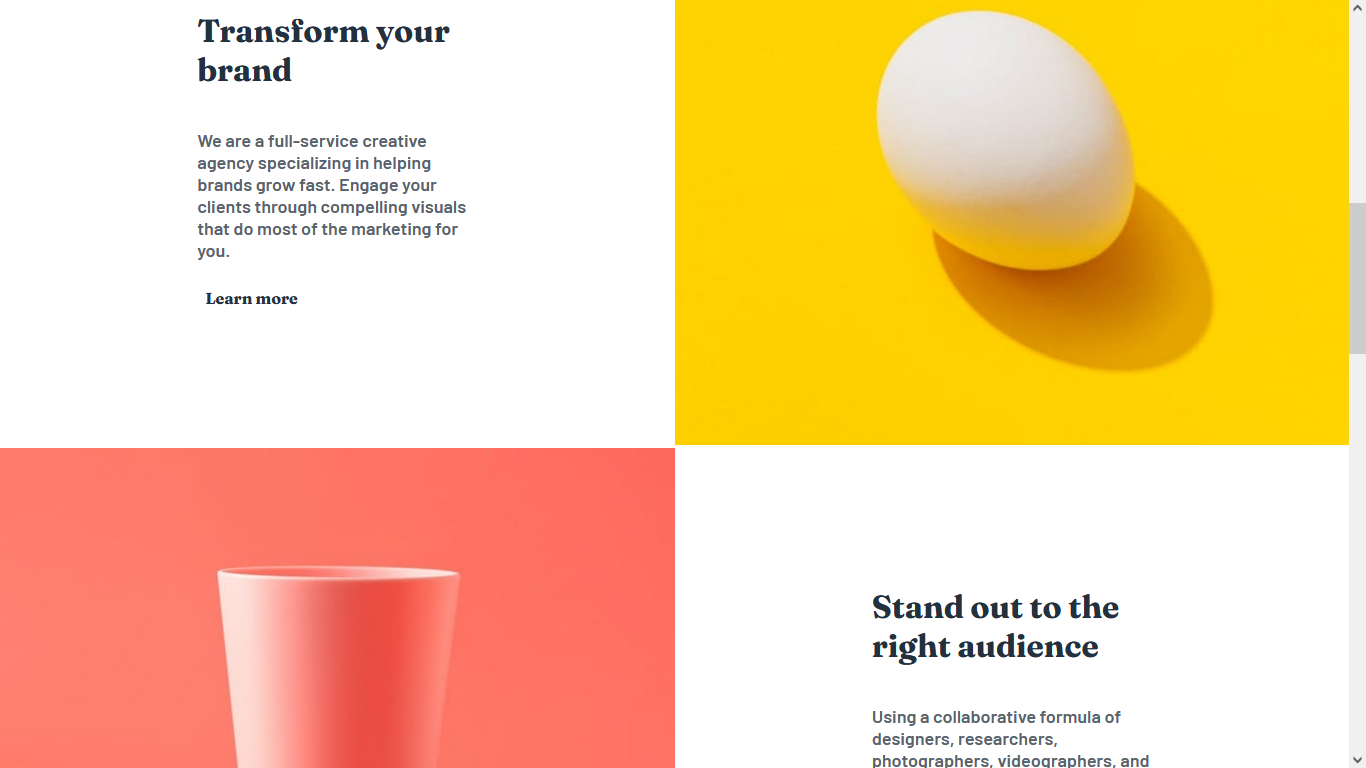 Transform your
brand
We are a full-service creative
agency specializing in helping
brands grow fast. Engage your
clients through compelling visuals
that do most of the marketing for
you.
Learn more
Stand out to the
right audience
Using a collaborative formula of
designers, researchers,
photographers, videographers, and